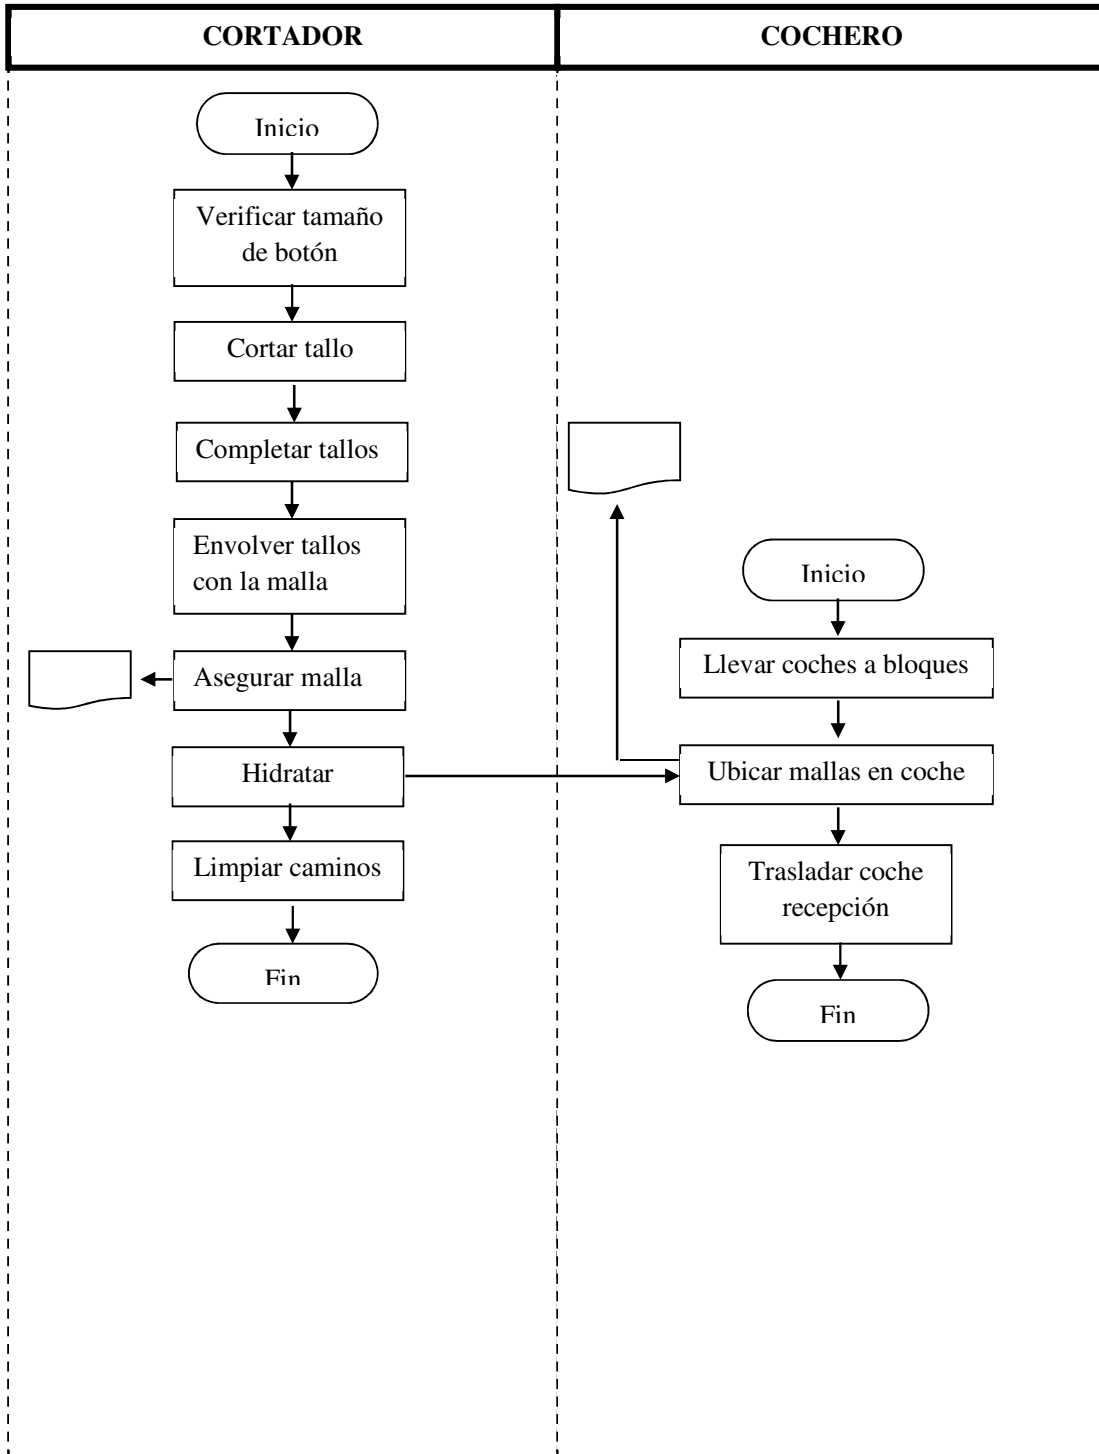 CORTADOR
COCHERO
Inicio
Verificar tamaño
de botón
Cortar tallo
Completar tallos
Envolver tallos
con la malla
Asegurar malla
Hidratar
Limpiar caminos
Fin
Inicio
Llevar coches a bloques
Ubicar mallas en coche
Trasladar coche
recepción
Fin